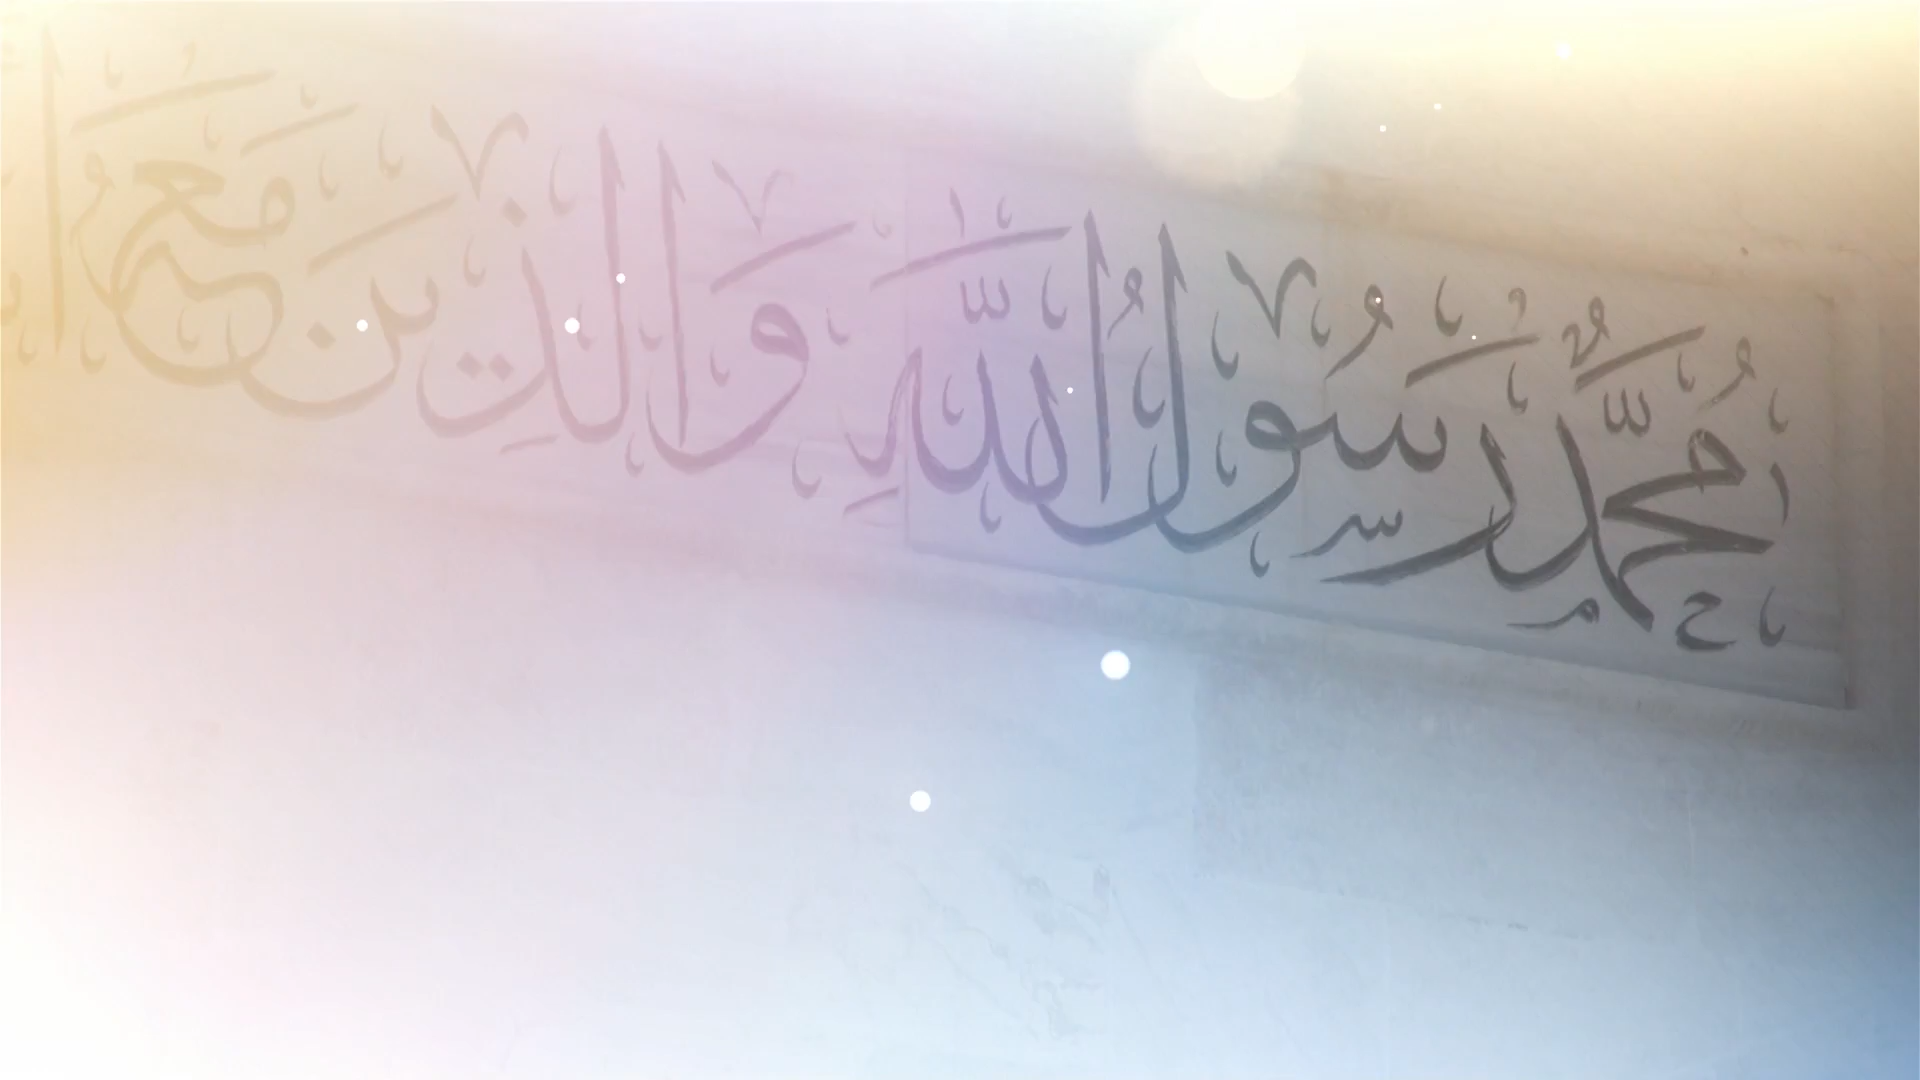 مُحَمَّدٌ رَسُولُ اللّٰهِ وَالَّذِينَ مَعَهُ